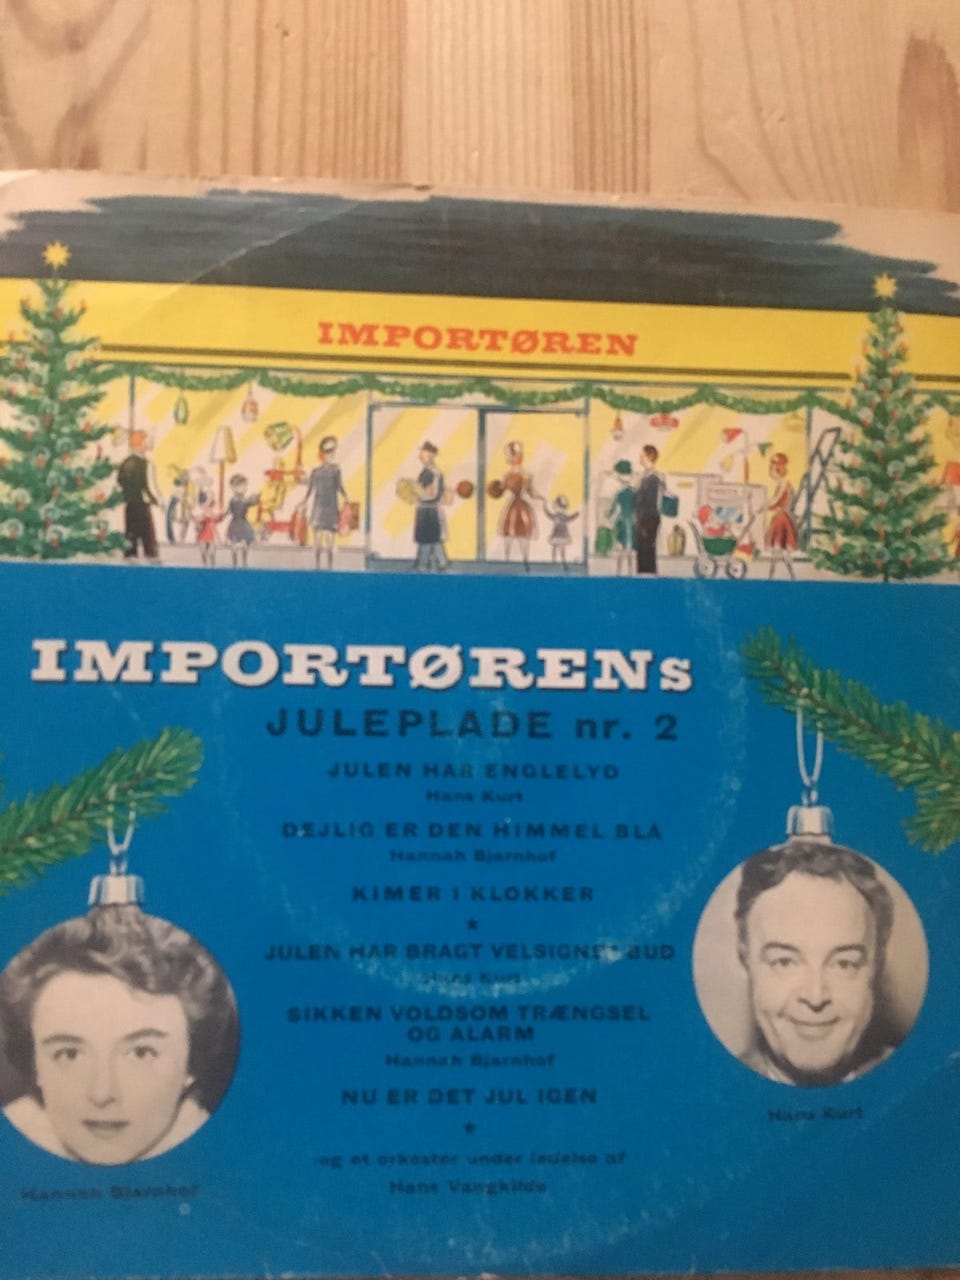 IMPORTØREN
IMPORTØRENs
JULEPLADE nr. 2
JULEN HAR ENGLELYD
Hans Kurt
DEJLIG ER DEN HIMMEL BLÅ
Hannah Bjarnhof
KIMER I KLOKKER
★
JULEN HAR BRAGT VELSIGNET BUD
Hans Kurt
SIKKEN VOLDSOM TRÆNGSEL
OG ALARM
Hannah Bjarnhof
NU ER DET JUL IGEN
★
og et orkester under ledelse af
Hans Vangkilde
Hans Kurt
Hannah Bjarnhof